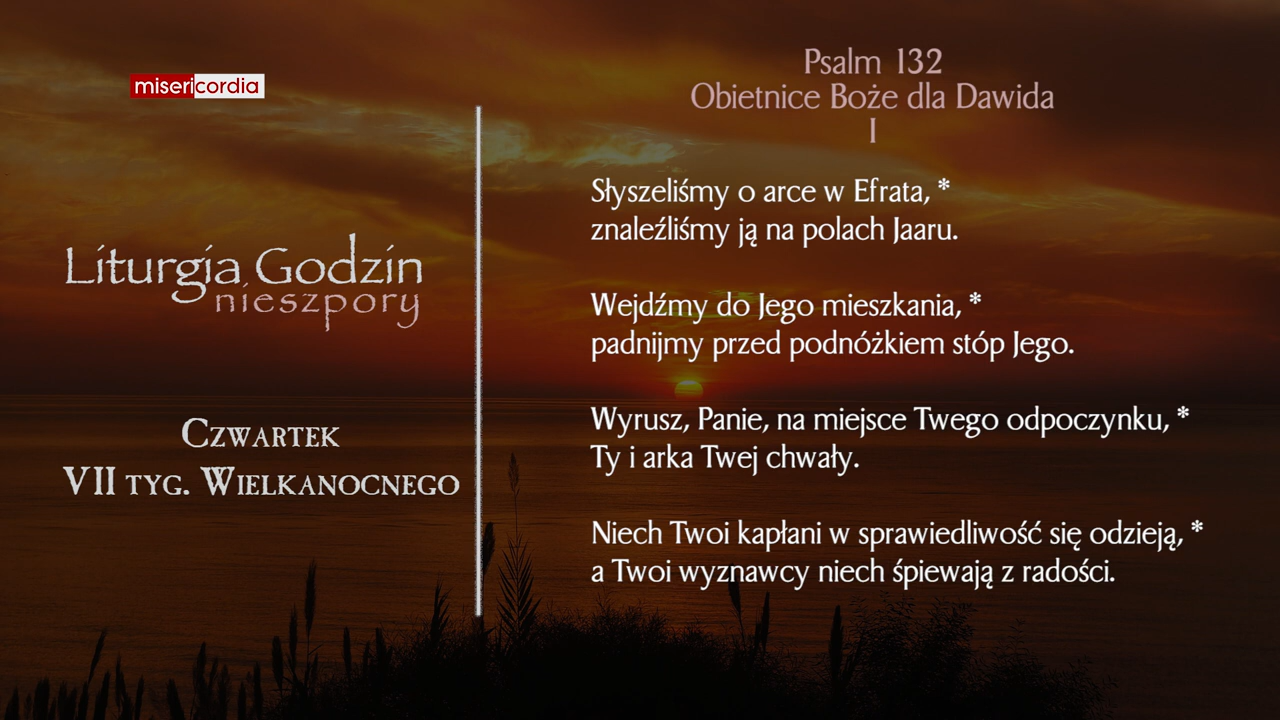 misericordia
Liturgia Godzin
nieszpory
Czwartek
VII tyg. Wielkanocnego
Psalm 132
Obietnice Boże dla Dawida
I
Słyszeliśmy o arce w Efrata, *
znaleźliśmy ją na polach Jaaru.
Wejdźmy do Jego mieszkania, *
padnijmy przed podnóżkiem stóp Jego.
Wyrusz, Panie, na miejsce Twego odpoczynku, *
Ty i arka Twej chwały.
Niech Twoi kapłani w sprawiedliwość się odzieją, *
a Twoi wyznawcy niech śpiewają z radości.